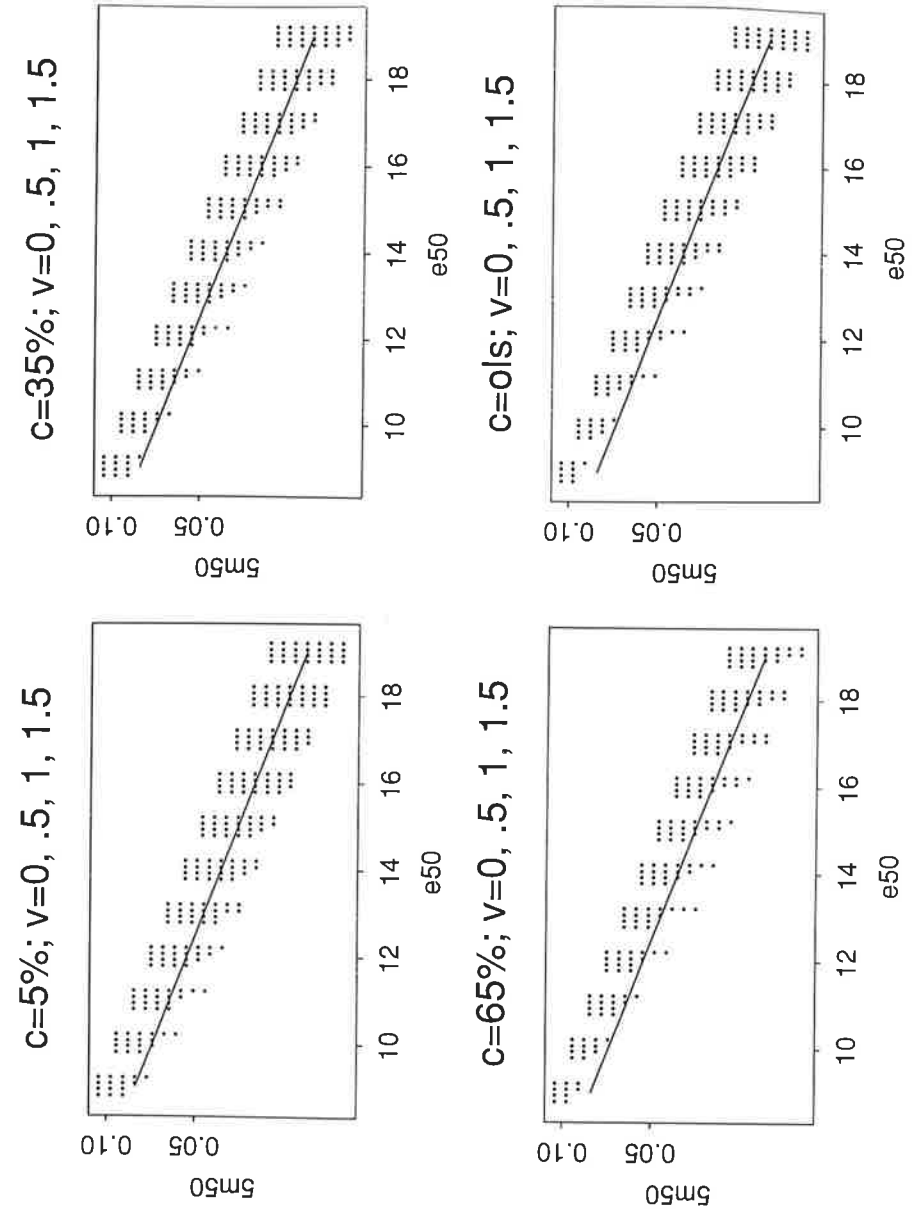 c=5%; v=0, .5, 1, 1.5
0.10
0.05
5m50
10 12 14 16 18
e50
c=35%; v=0, .5, 1, 1.5
0.10
0.05
5m50
10 12 14 16 18
e50
c=65%; v=0, .5, 1, 1.5
0.10
0.05
5m50
10 12 14 16 18
e50
c=ols; v=0, .5, 1, 1.5
0.10
0.05
5m50
10 12 14 16 18
e50